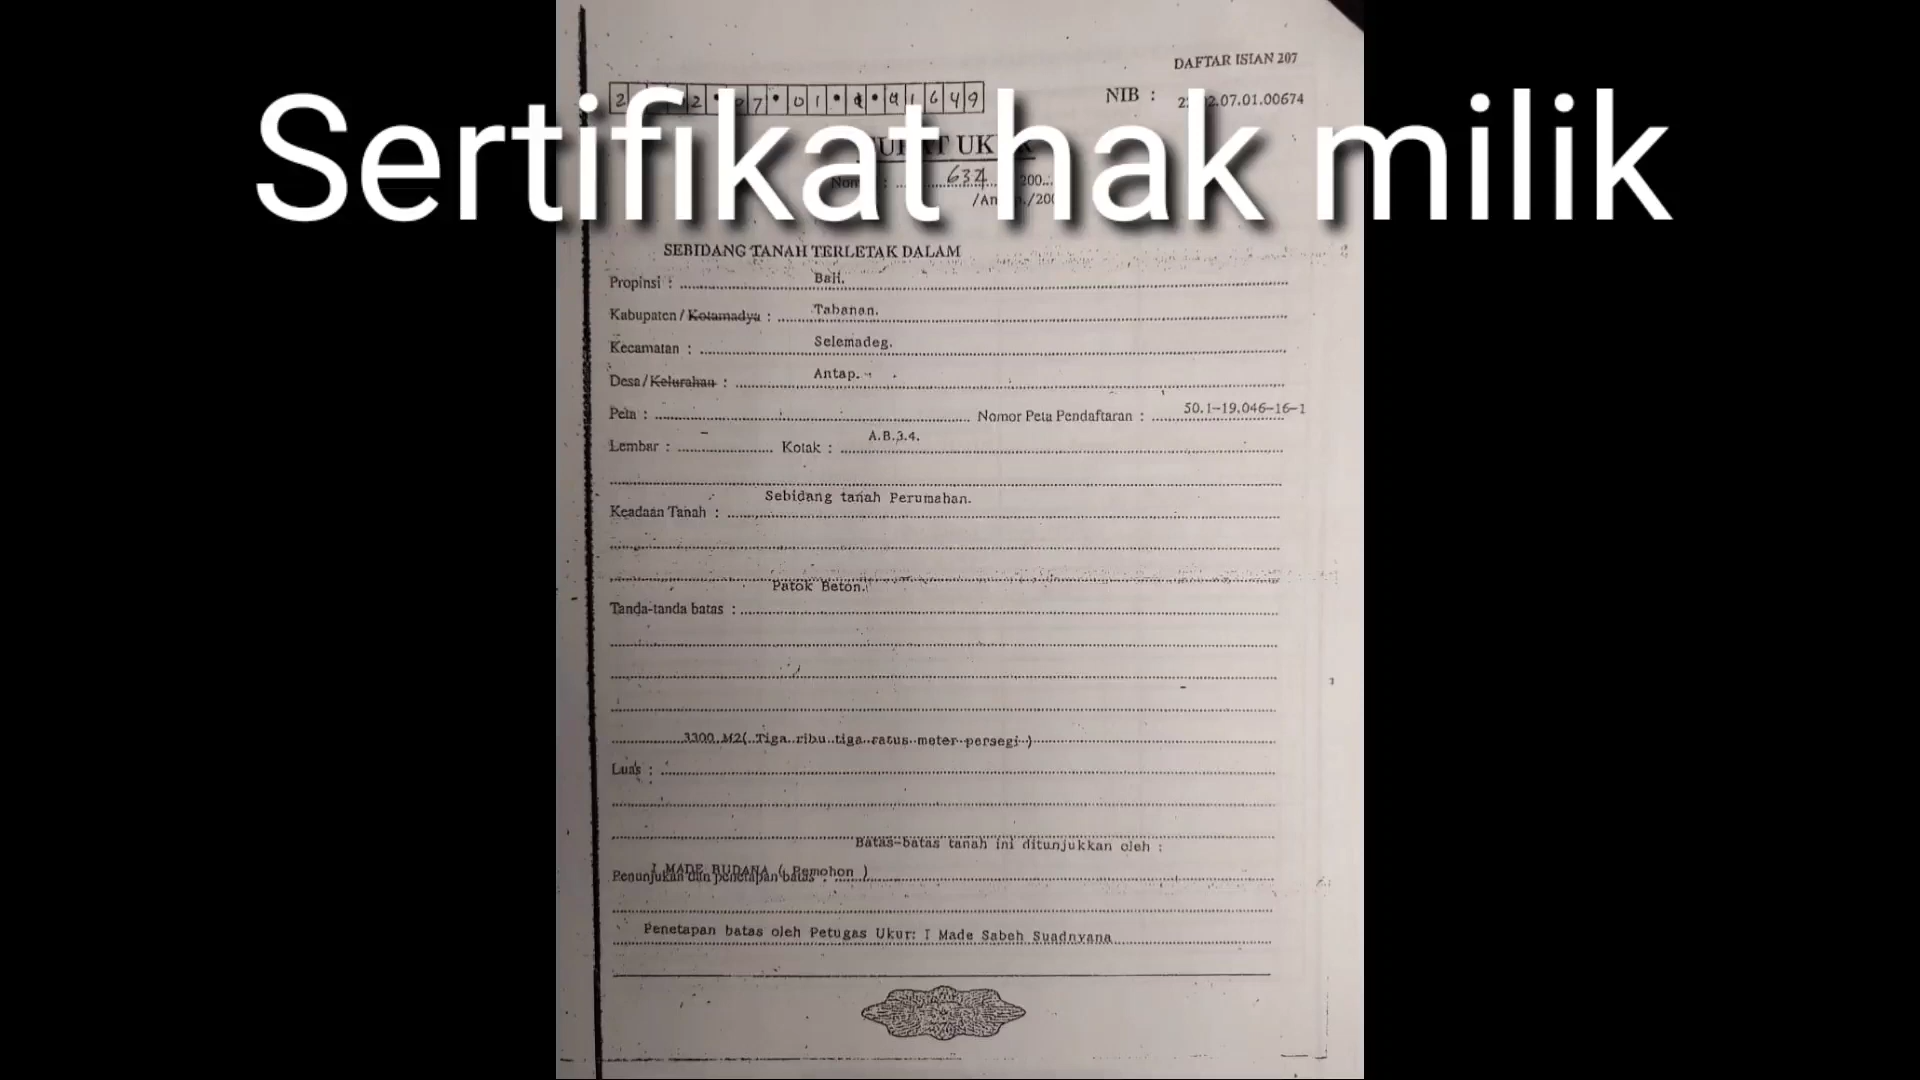 DAFTAR ISIAN 207
NIB : 07.01.00674
Sertifikat hak milik
SEBIDANG TANAH TERLETAK DALAM
Propinsi : Bali.
Kabupaten / Kotamadya : Tabanan.
Kecamatan : Selemadeg.
Desa / Kelurahan : Antap.
Peta : Nomor Peta Pendaftaran : 50.1-19.046-16-1
Lembar : - Kotak : A.B.3.4.
Sebidang tanah Perumahan.
Keadaan Tanah :
Patok Beton.
Tanda-tanda batas :
3300 M2( Tiga ribu tiga ratus meter persegi )
Luas :
Batas-batas tanah ini ditunjukkan oleh :
I MADE BUDANA ( Pemohon )
Penunjukan dan penetapan batas :
Penetapan batas oleh Petugas Ukur: I Made Sabeh Suadnyana